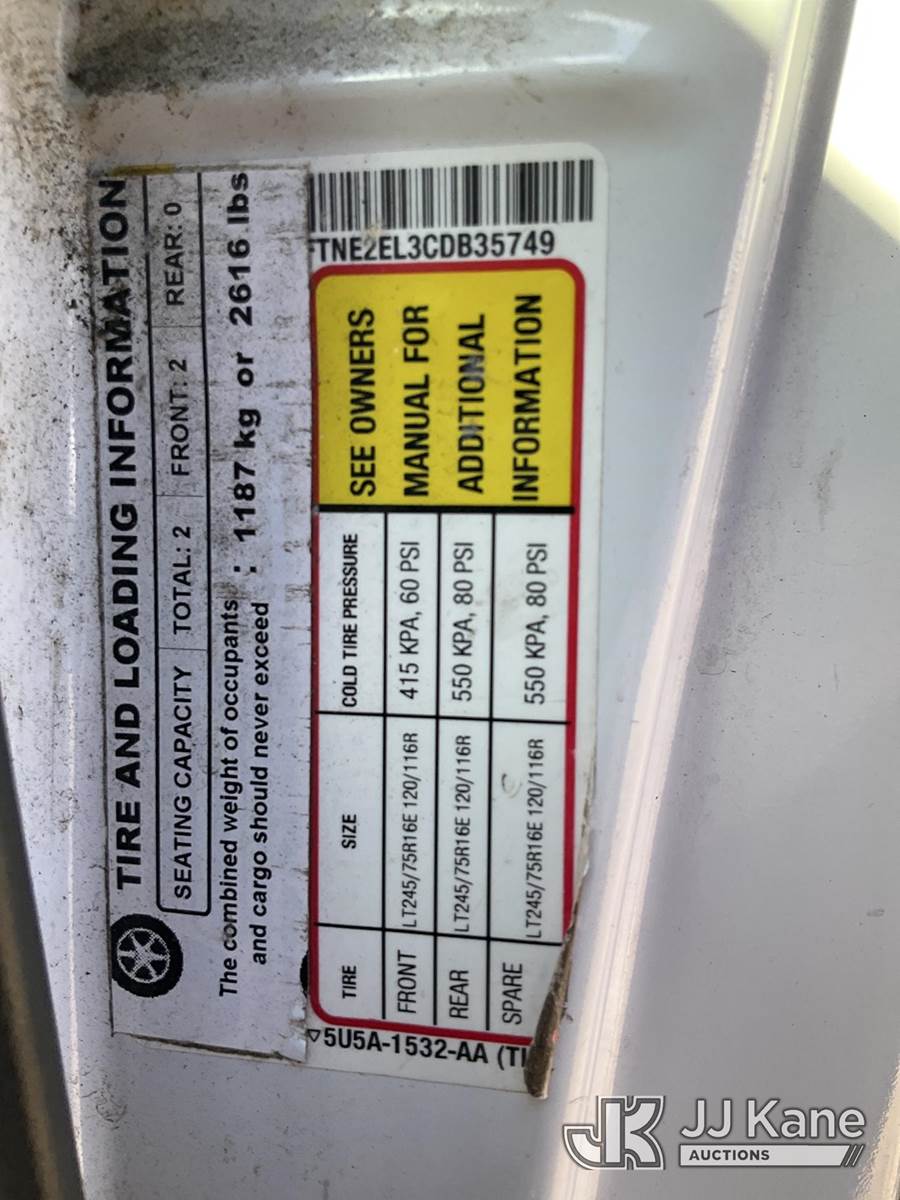 TIRE AND LOADING INFORMATION
SEATING CAPACITY TOTAL: 2 FRONT: 2 REAR: 0
The combined weight of occupants
and cargo should never exceed : 1187 kg or 2616 lbs
TNE2EL3CDB35749
TIRE SIZE COLD TIRE PRESSURE
FRONT LT245/75R16E 120/116R 415 KPA, 60 PSI
REAR LT245/75R16E 120/116R 550 KPA, 80 PSI
SPARE LT245/75R16E 120/116R 550 KPA, 80 PSI
SEE OWNERS
MANUAL FOR
ADDITIONAL
INFORMATION
5U5A-1532-AA (TI
JK JJ Kane
AUCTIONS